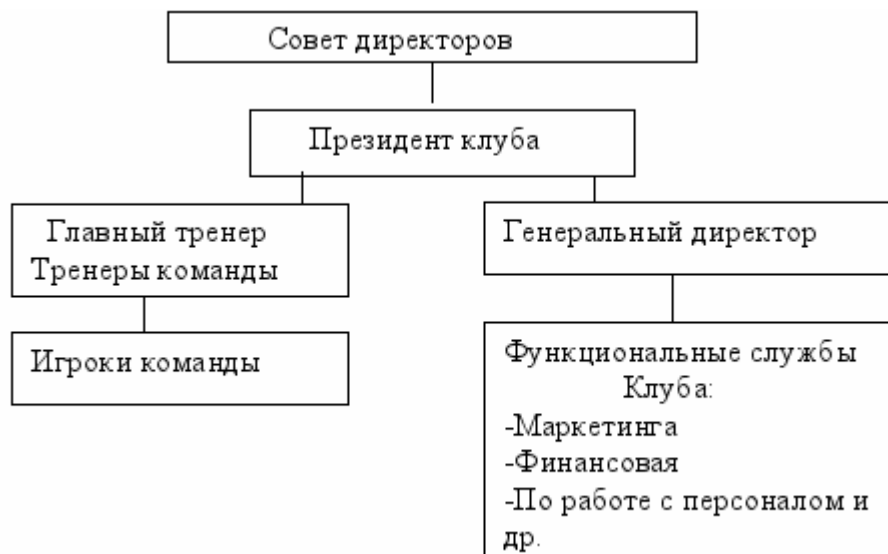 Совет директоров
Президент клуба
Главный тренер
Тренеры команды
Генеральный директор
Игроки команды
Функциональные службы
Клуба:
-Маркетинга
-Финансовая
-По работе с персоналом и
др.